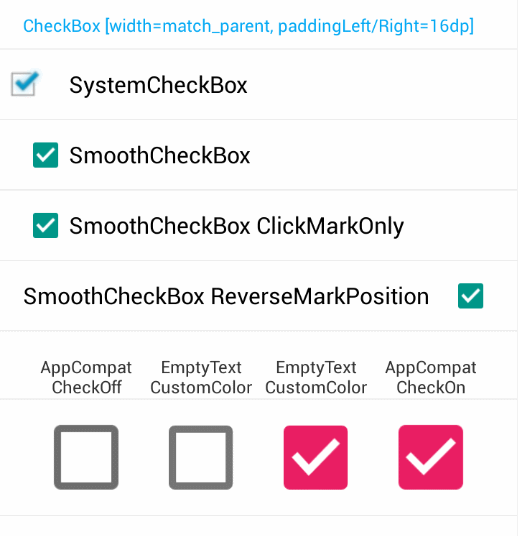 CheckBox [width=match_parent, paddingLeft/Right=16dp]
SystemCheckBox
SmoothCheckBox
SmoothCheckBox ClickMarkOnly
SmoothCheckBox ReverseMarkPosition
AppCompat EmptyText EmptyText AppCompat
CheckOff CustomColor CustomColor CheckOn